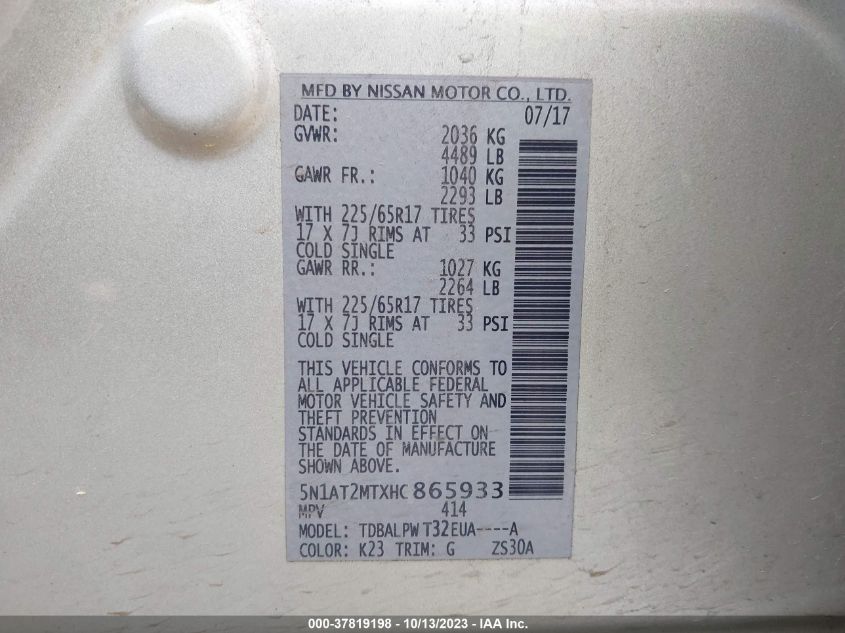 MFD BY NISSAN MOTOR CO., LTD.
DATE: 07/17
GVWR: 2036 KG
4489 LB
GAWR FR.: 1040 KG
2293 LB
WITH 225/65R17 TIRES
17 X 7J RIMS AT 33 PSI
COLD SINGLE
GAWR RR.: 1027 KG
2264 LB
WITH 225/65R17 TIRES
17 X 7J RIMS AT 33 PSI
COLD SINGLE
THIS VEHICLE CONFORMS TO
ALL APPLICABLE FEDERAL
MOTOR VEHICLE SAFETY AND
THEFT PREVENTION
STANDARDS IN EFFECT ON
THE DATE OF MANUFACTURE
SHOWN ABOVE.
5N1AT2MTXHC865933
MPV 414
MODEL: TDBALPWT32EUA----A
COLOR: K23 TRIM: G ZS30A
000-37819198 - 10/13/2023 - IAA Inc.